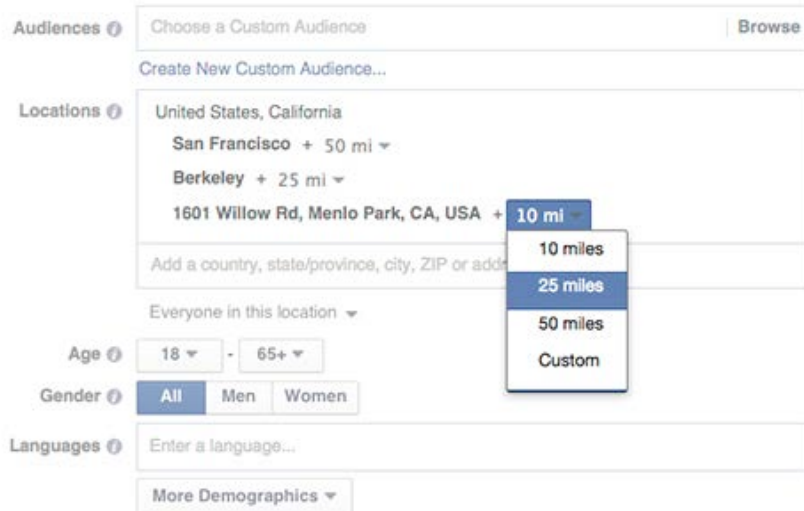 Audiences Choose a Custom Audience Browse
Create New Custom Audience...
Locations United States, California
San Francisco + 50 mi
Berkeley + 25 mi
1601 Willow Rd, Menlo Park, CA, USA + 10 mi
10 miles
Add a country, state/province, city, ZIP or
25 miles
Everyone in this location
50 miles
Age 18 - 65+
Custom
Gender All Men Women
Languages Enter a language...
More Demographics